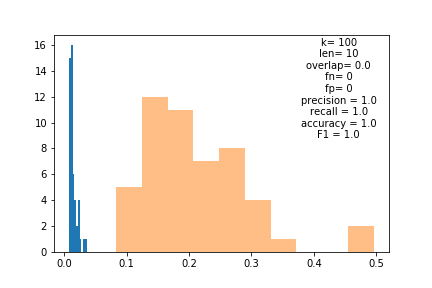 16
14
12
10
8
6
4
2
0
0.0 0.1 0.2 0.3 0.4 0.5
k= 100
len= 10
overlap= 0.0
fn= 0
fp= 0
precision = 1.0
recall = 1.0
accuracy = 1.0
F1 = 1.0